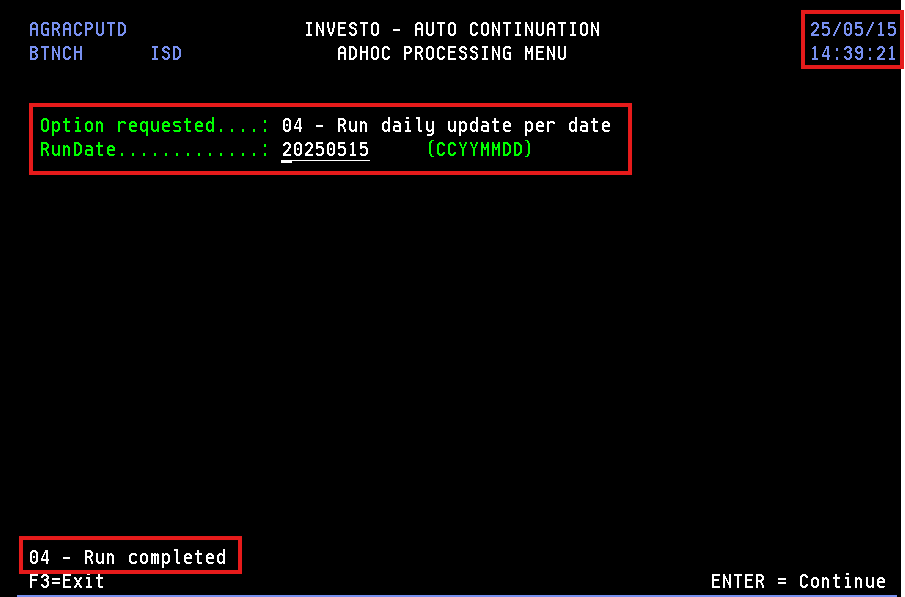 AGRACPUTD INVESTO - AUTO CONTINUATION 25/05/15
BTNCH ISD ADHOC PROCESSING MENU 14:39:21
Option requested....: 04 - Run daily update per date
RunDate.............: 20250515 (CCYYMMDD)
04 - Run completed
F3=Exit ENTER = Continue